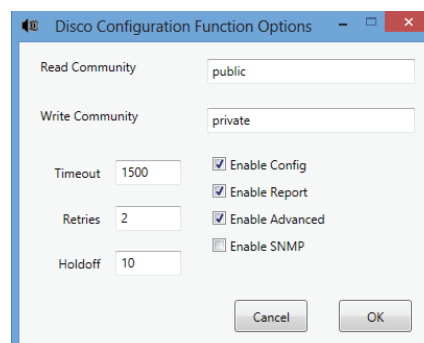 Disco Configuration Function Options
Read Community public
Write Community private
Timeout 1500
Enable Config
Enable Report
Retries 2
Enable Advanced
Enable SNMP
Holdoff 10
Cancel OK